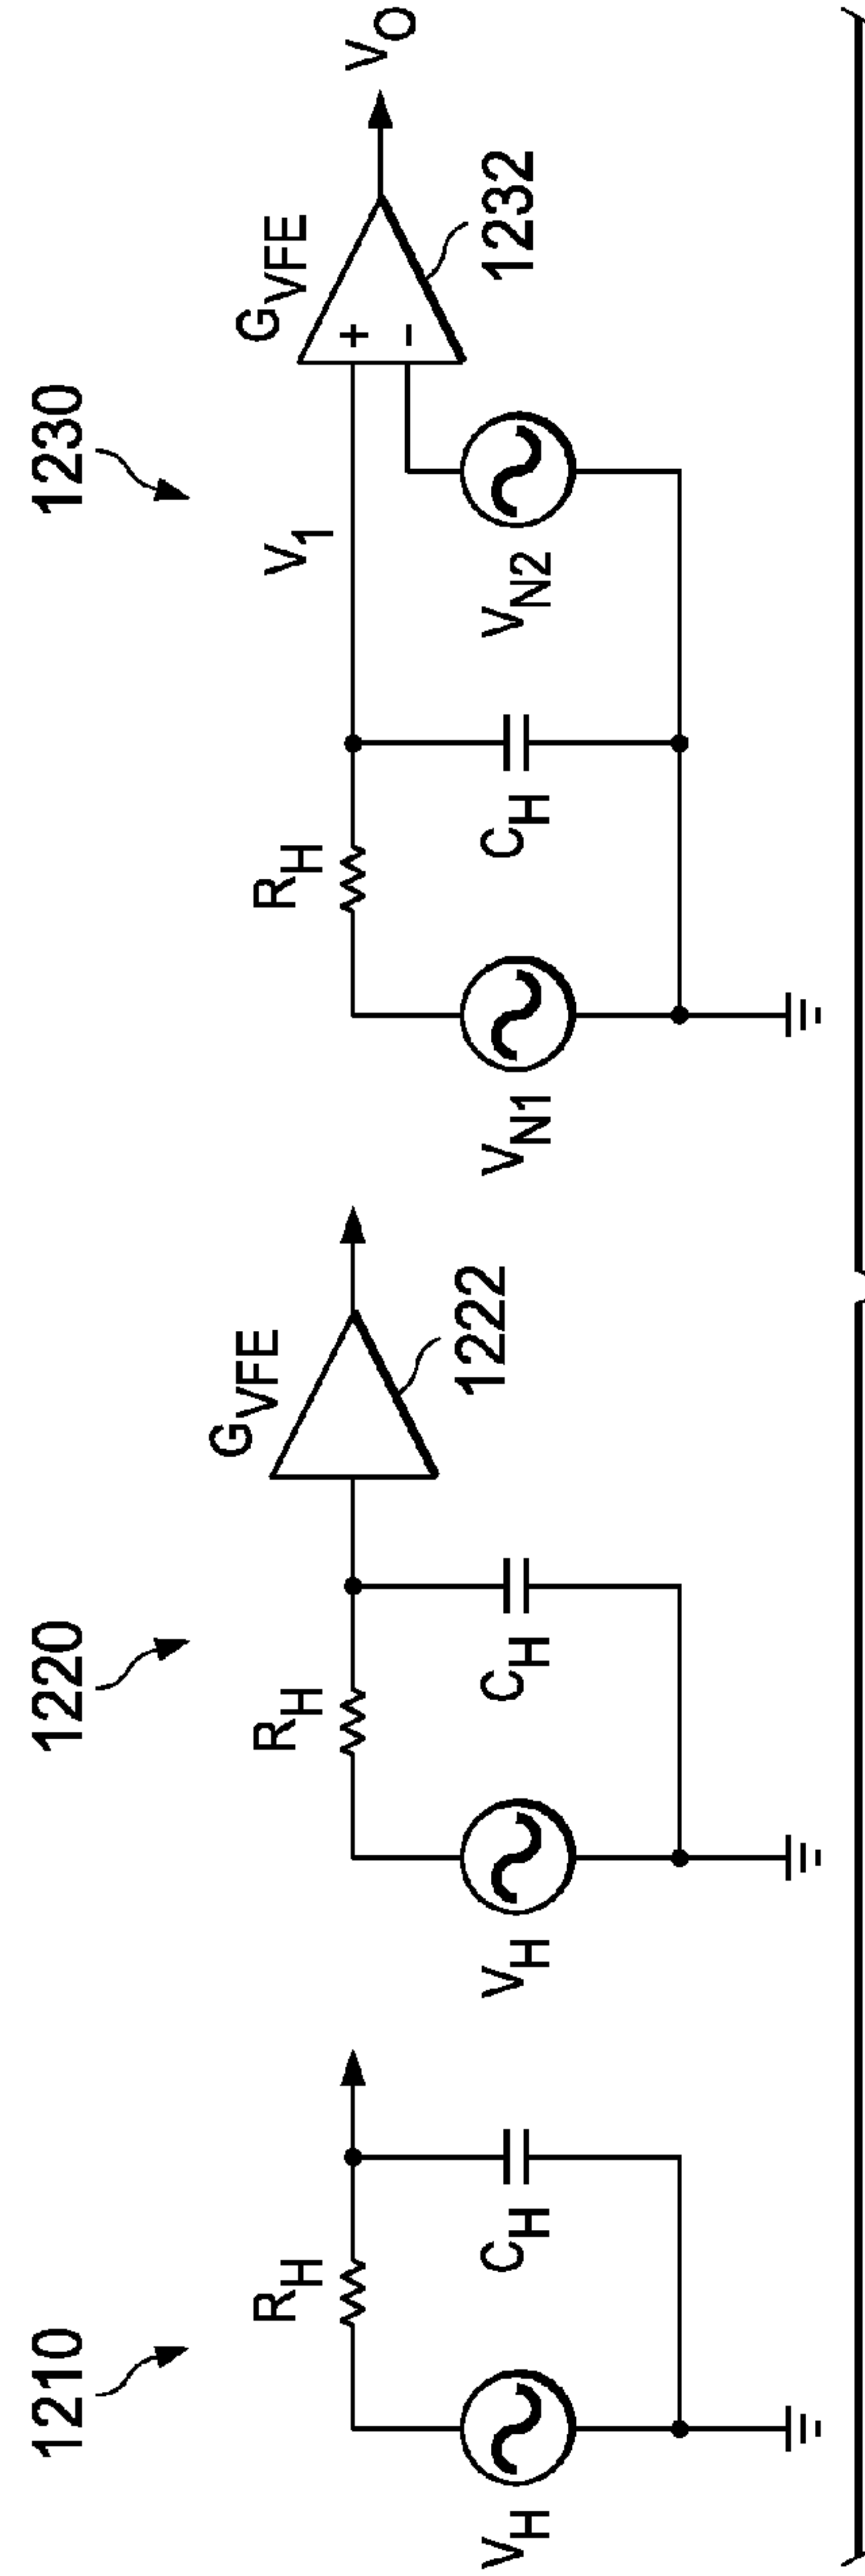 1210
R_H
C_H
V_H
1220
G_VFE
R_H
1222
C_H
V_H
1230
G_VFE
V_O
V_1
+
-
R_H
1232
C_H
V_N2
V_N1